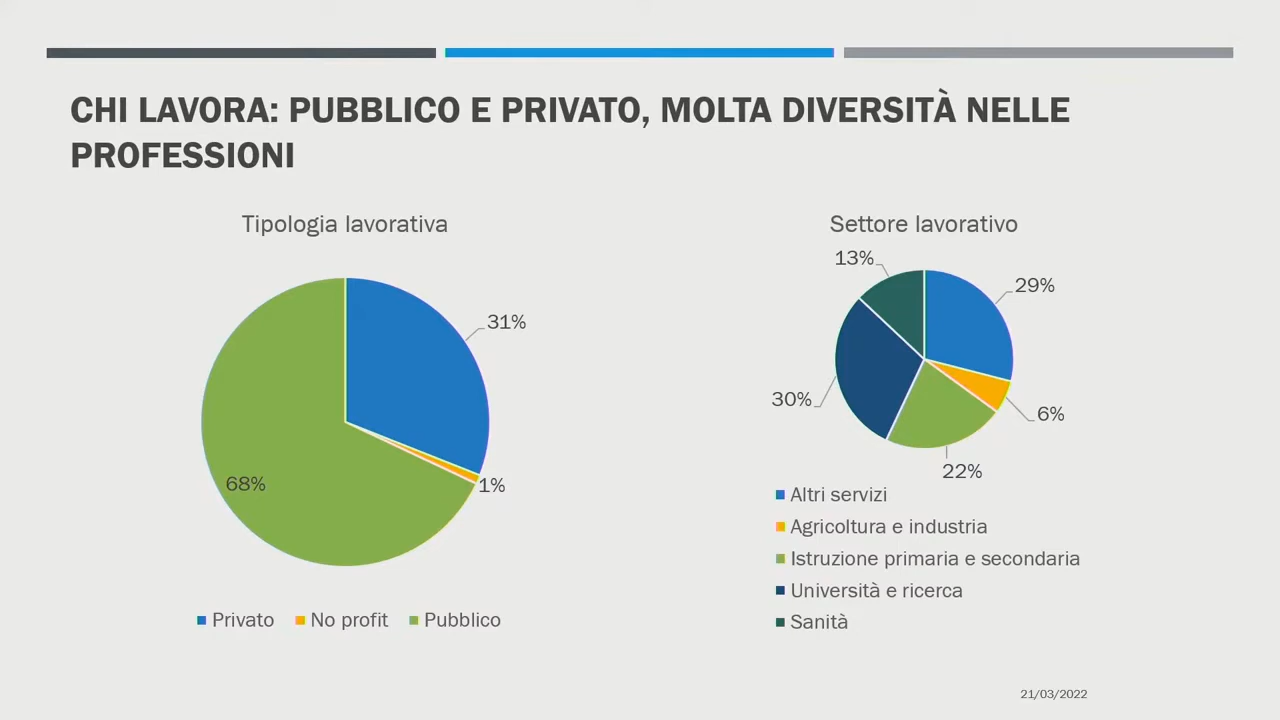 CHI LAVORA: PUBBLICO E PRIVATO, MOLTA DIVERSITÀ NELLE
PROFESSIONI
Tipologia lavorativa
31%
1%
68%
Privato No profit Pubblico
Settore lavorativo
13%
29%
30%
6%
22%
Altri servizi
Agricoltura e industria
Istruzione primaria e secondaria
Università e ricerca
Sanità
21/03/2022